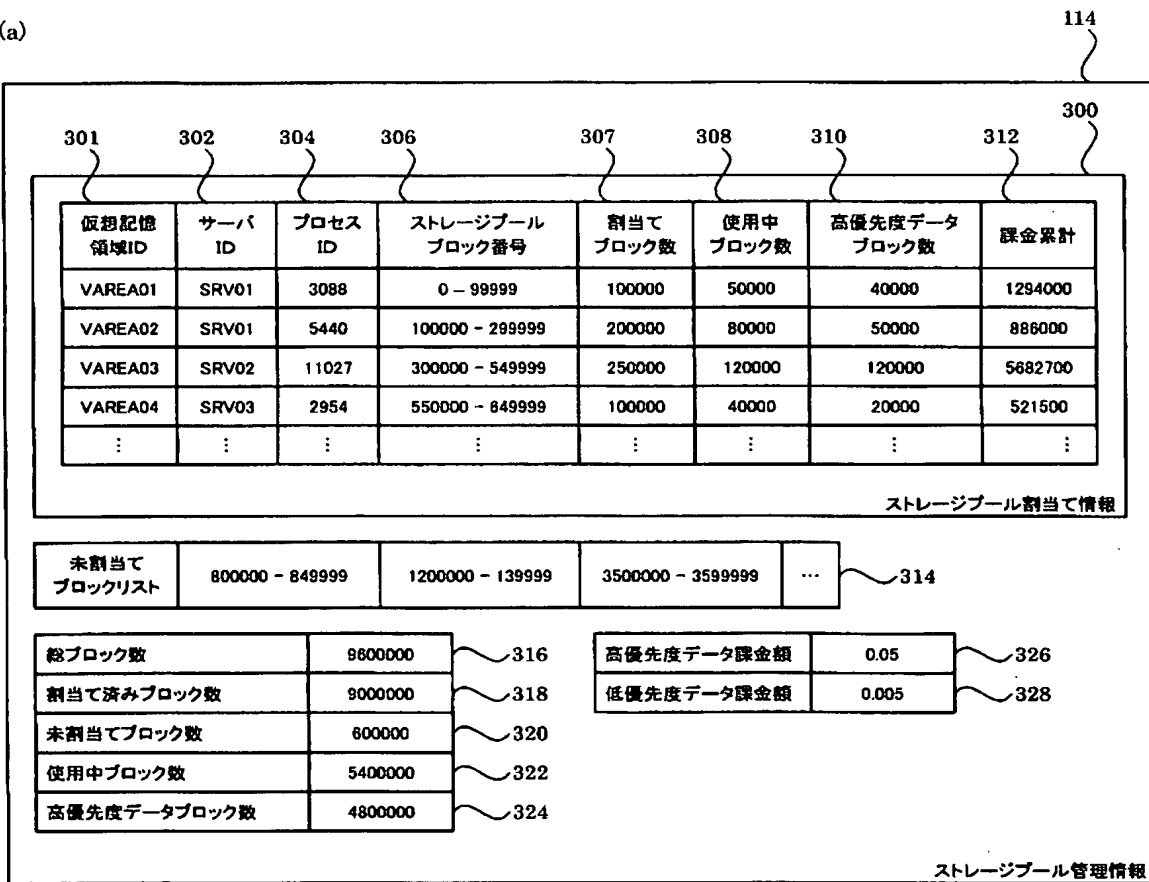 (a)
114
300
301 302 304 306 307 308 310 312
仮想記憶領域ID サーバID プロセスID ストレージプールブロック番号 割当てブロック数 使用中ブロック数 高優先度データブロック数 課金累計
VAREA01 SRV01 3088 0 - 99999 100000 50000 40000 1294000
VAREA02 SRV01 5440 100000 - 299999 200000 80000 50000 886000
VAREA03 SRV02 11027 300000 - 549999 250000 120000 120000 5682700
VAREA04 SRV03 2954 550000 - 649999 100000 40000 20000 521500
⋮ ⋮ ⋮ ⋮ ⋮ ⋮ ⋮ ⋮
ストレージプール割当て情報
未割当てブロックリスト 800000 - 849999 1200000 - 139999 3500000 - 3599999 … 314
総ブロック数 9600000 316
割当て済みブロック数 9000000 318
未割当てブロック数 600000 320
使用中ブロック数 5400000 322
高優先度データブロック数 4800000 324
高優先度データ課金額 0.05 326
低優先度データ課金額 0.005 328
ストレージプール管理情報